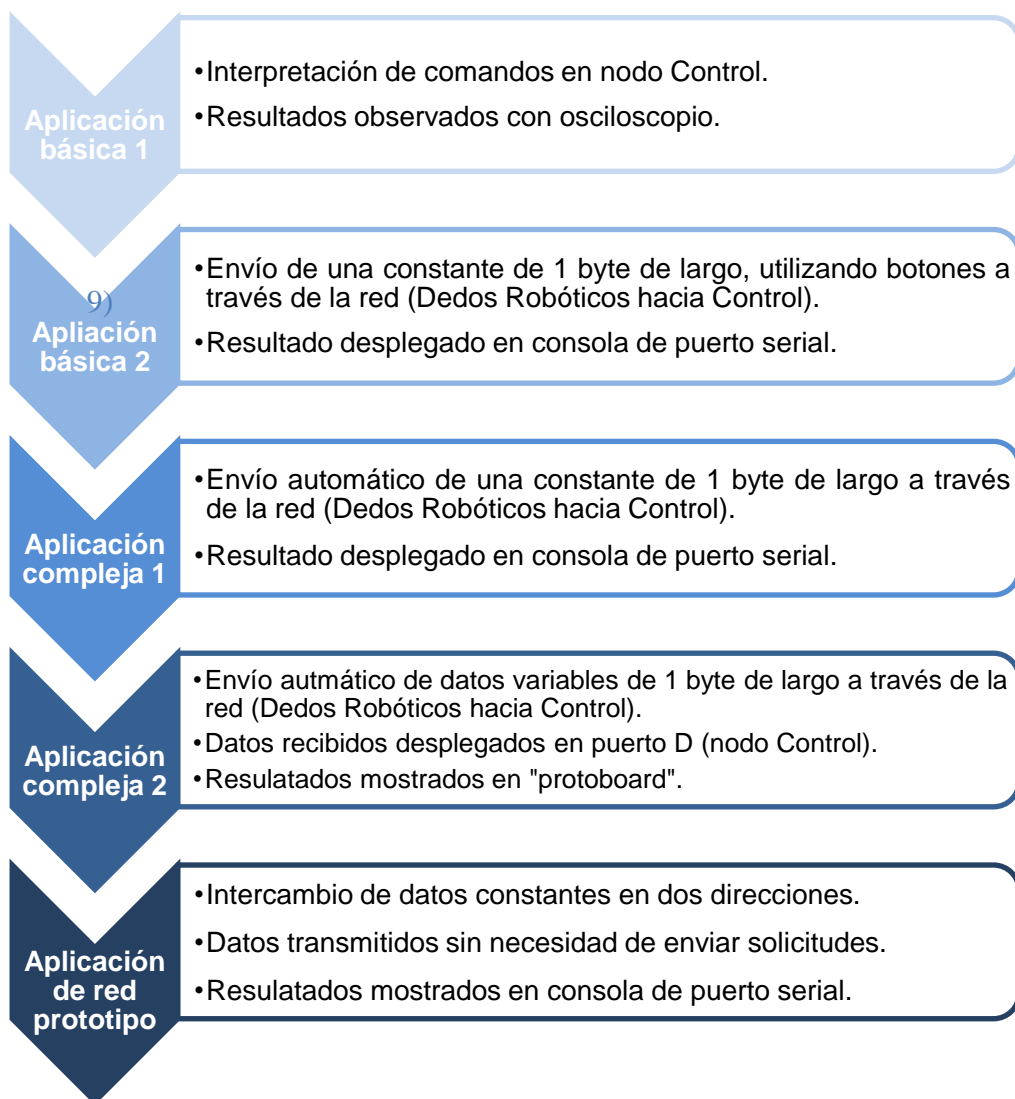 Aplicación
básica 1
•Interpretación de comandos en nodo Control.
•Resultados observados con osciloscopio.
9)
Apliación
básica 2
•Envío de una constante de 1 byte de largo, utilizando botones a
través de la red (Dedos Robóticos hacia Control).
•Resultado desplegado en consola de puerto serial.
Aplicación
compleja 1
•Envío automático de una constante de 1 byte de largo a través
de la red (Dedos Robóticos hacia Control).
•Resultado desplegado en consola de puerto serial.
Aplicación
compleja 2
•Envío autmático de datos variables de 1 byte de largo a través de la
red (Dedos Robóticos hacia Control).
•Datos recibidos desplegados en puerto D (nodo Control).
•Resulatados mostrados en "protoboard".
Aplicación
de red
prototipo
•Intercambio de datos constantes en dos direcciones.
•Datos transmitidos sin necesidad de enviar solicitudes.
•Resulatados mostrados en consola de puerto serial.